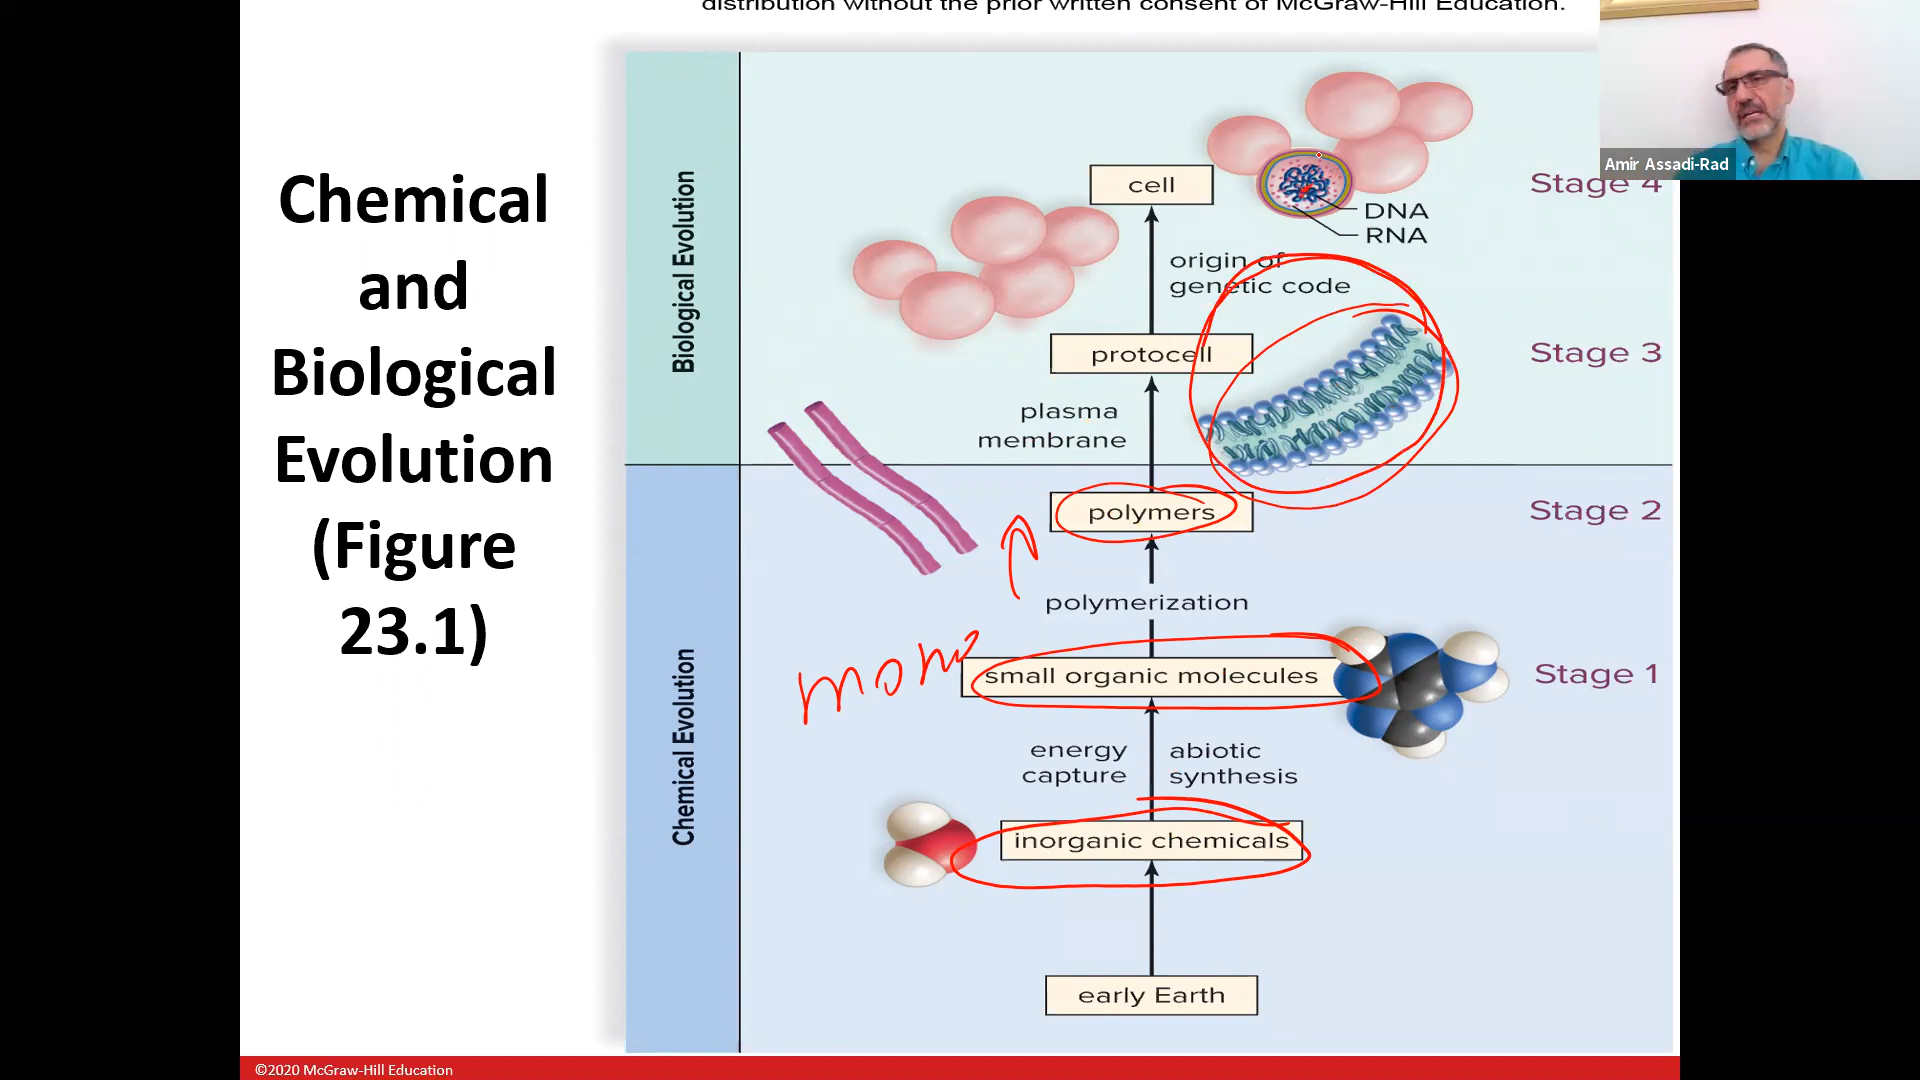 distribution without the prior written consent of McGraw-Hill Education.
Chemical
and
Biological
Evolution
(Figure
23.1)
Biological Evolution
Chemical Evolution
cell
Stage 4
DNA
RNA
origin of
genetic code
protocell
Stage 3
plasma
membrane
polymers
Stage 2
polymerization
small organic molecules
Stage 1
energy
capture
abiotic
synthesis
inorganic chemicals
early Earth
Amir Assadi-Rad
©2020 McGraw-Hill Education